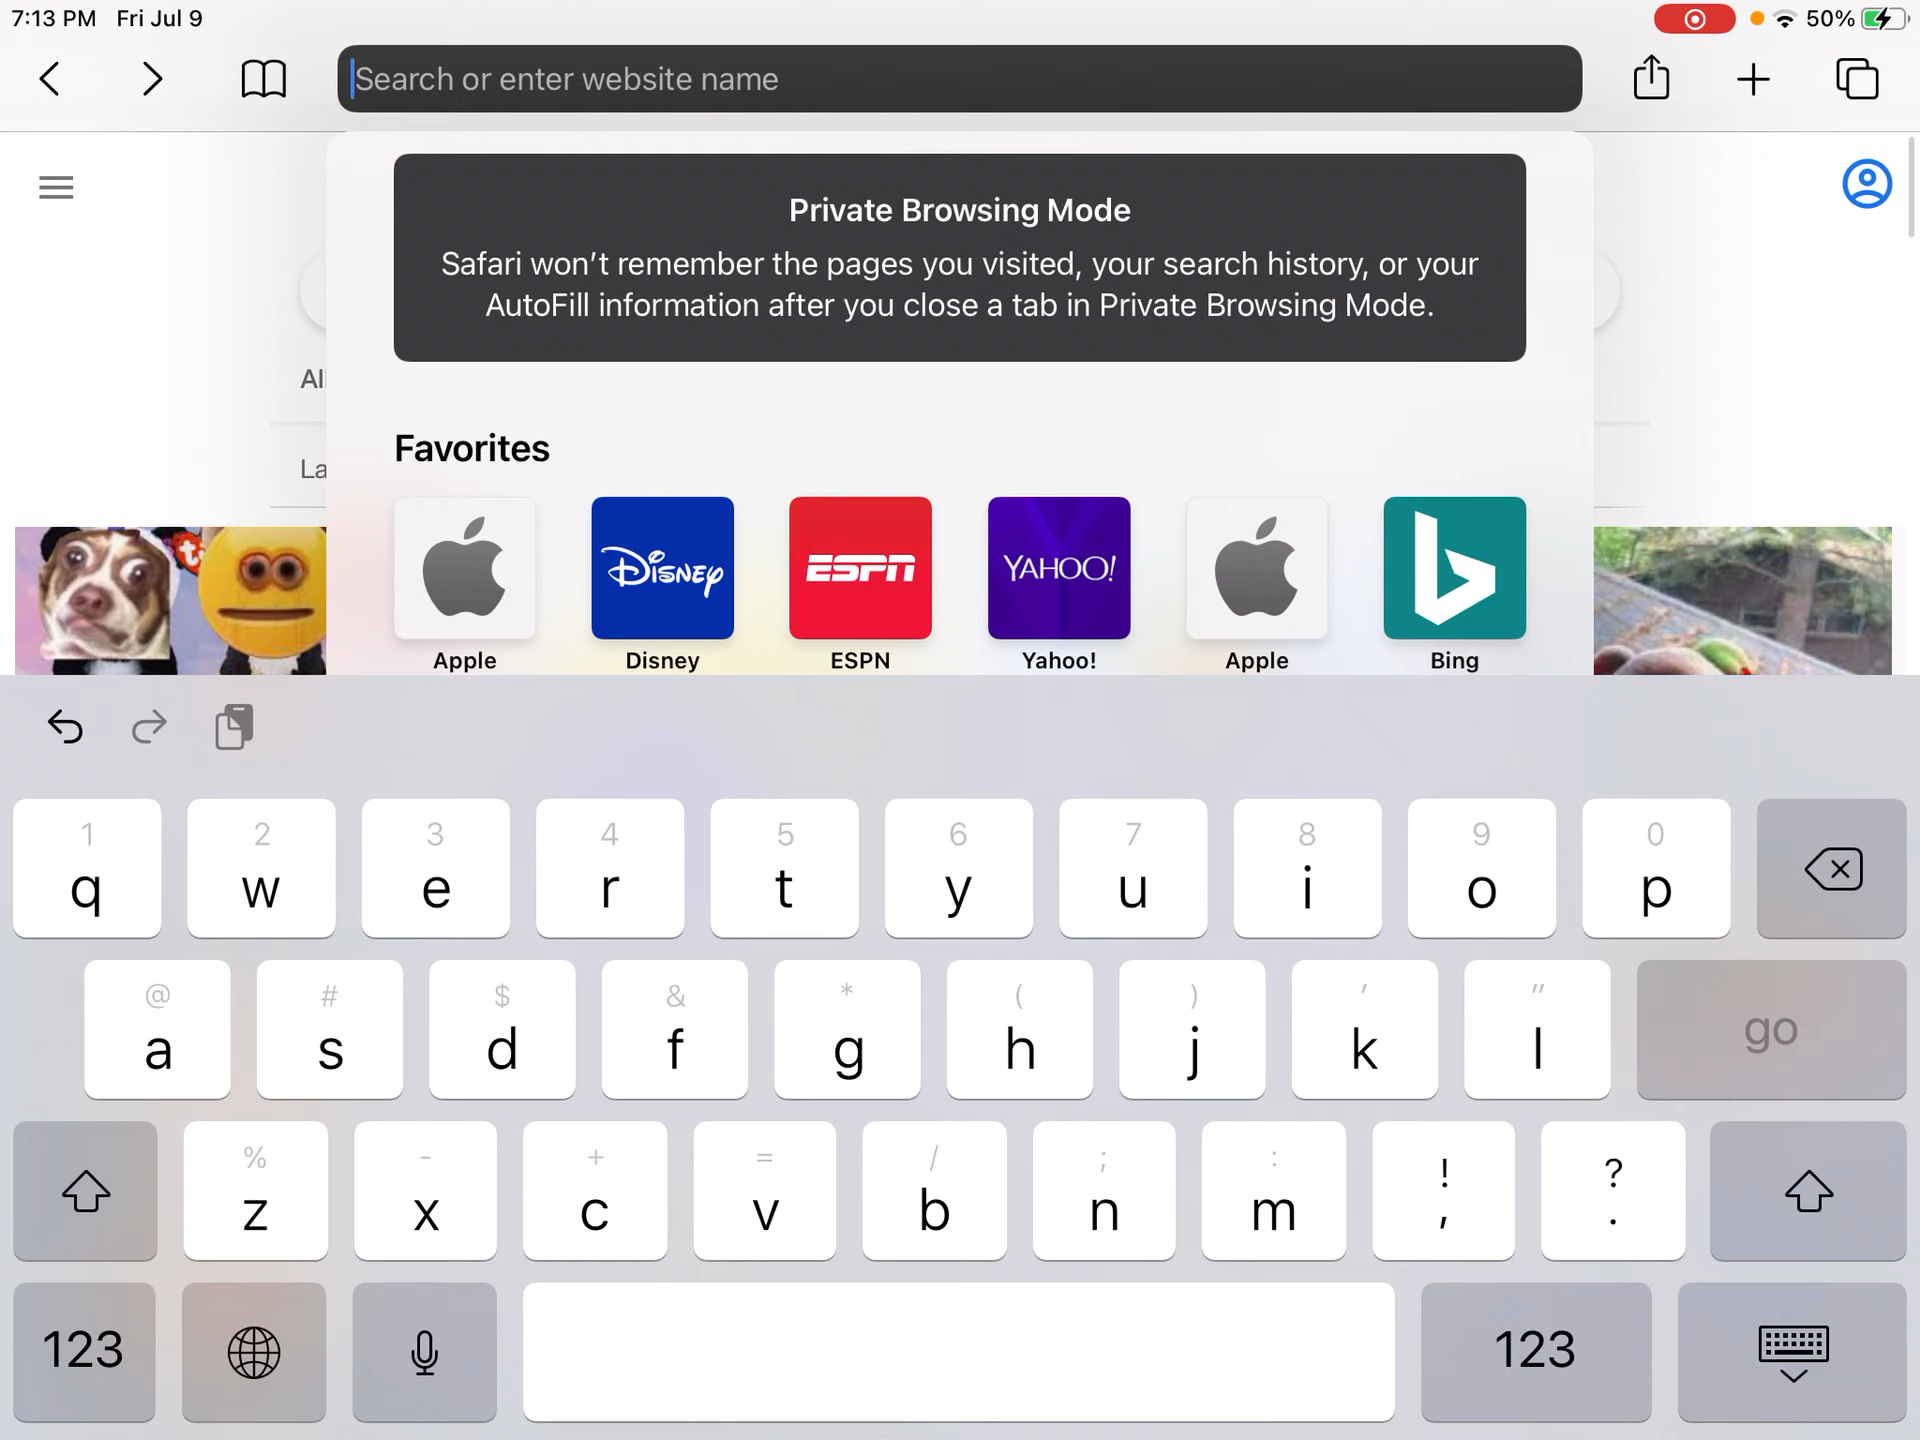 7:13 PM Fri Jul 9
50%
Search or enter website name
Private Browsing Mode
Safari won't remember the pages you visited, your search history, or your
AutoFill information after you close a tab in Private Browsing Mode.
Al
Favorites
La
ty
Disney
ESPN
YAHOO!
Apple
Disney
ESPN
Yahoo!
Apple
Bing
1 2 3 4 5 6 7 8 9 0
q w e r t y u i o p
@ # $ & * ( ) ' "
a s d f g h j k l go
% - + = / ; : ! ?
z x c v b n m , .
123 123